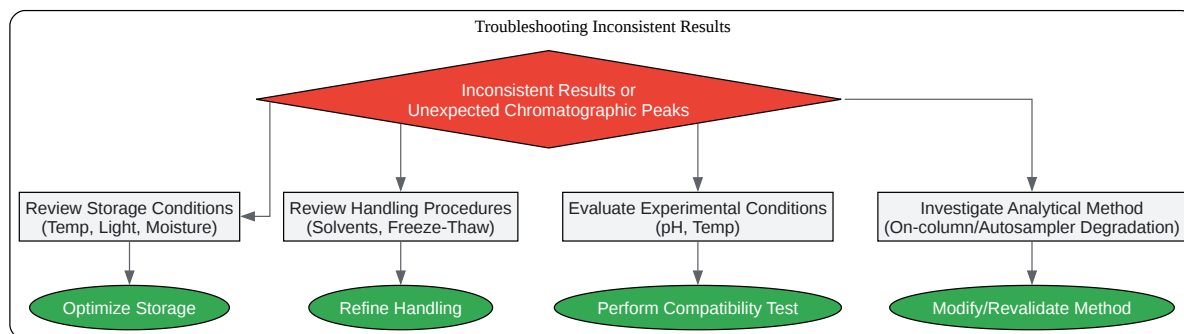 Troubleshooting Inconsistent Results
Inconsistent Results or
Unexpected Chromatographic Peaks
Review Storage Conditions
(Temp, Light, Moisture)
Review Handling Procedures
(Solvents, Freeze-Thaw)
Evaluate Experimental Conditions
(pH, Temp)
Investigate Analytical Method
(On-column/Autosampler Degradation)
Optimize Storage
Refine Handling
Perform Compatibility Test
Modify/Revalidate Method